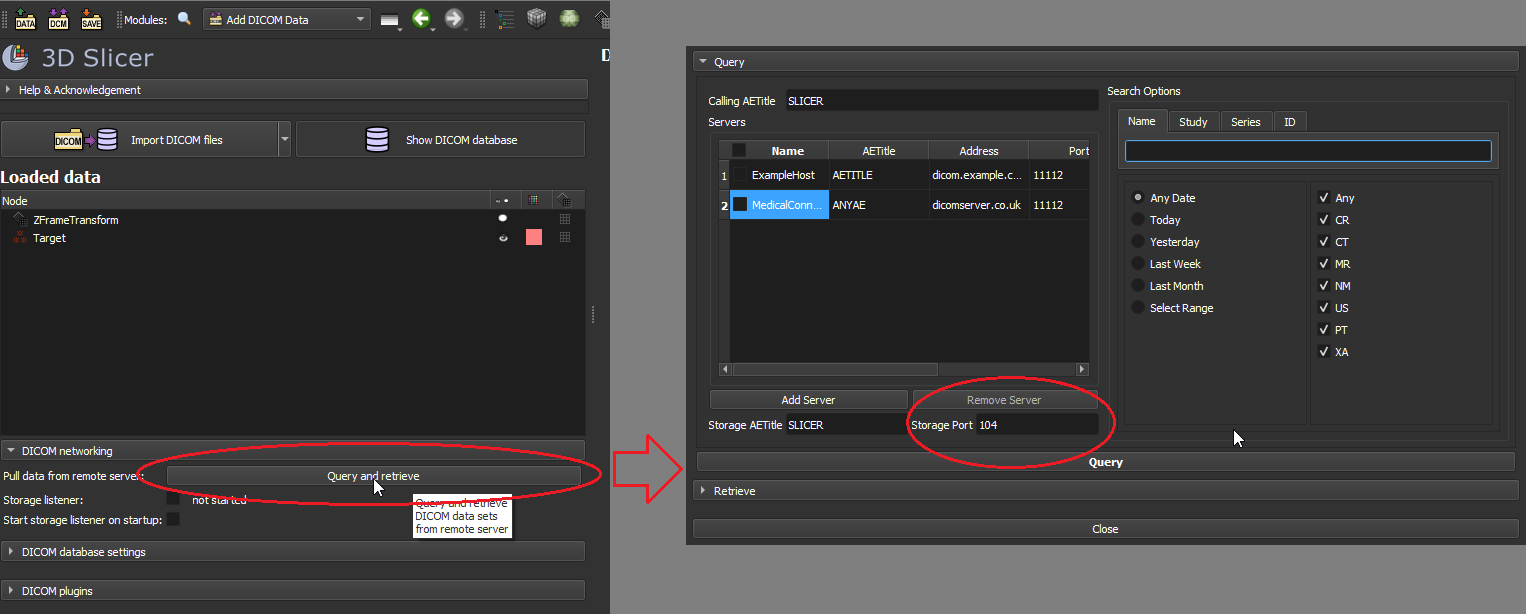 DATA DCM SAVE Modules: Add DICOM Data
3D Slicer D
Help & Acknowledgement
DICOM Import DICOM files Show DICOM database
Loaded data
Node
ZFrameTransform
Target
DICOM networking
Pull data from remote server: Query and retrieve
Storage listener: not started
Query and retrieve
DICOM data sets
from remote server
Start storage listener on startup:
DICOM database settings
DICOM plugins
Query
Calling AETitle SLICER
Servers
Name AETitle Address Port
1 ExampleHost AETITLE dicom.example.c... 11112
2 MedicalConn... ANYAE dicomserver.co.uk 11112
Add Server Remove Server
Storage AETitle SLICER Storage Port 104
Search Options
Name Study Series ID
Any Date
Today
Yesterday
Last Week
Last Month
Select Range
Any
CR
CT
MR
NM
US
PT
XA
Query
Retrieve
Close